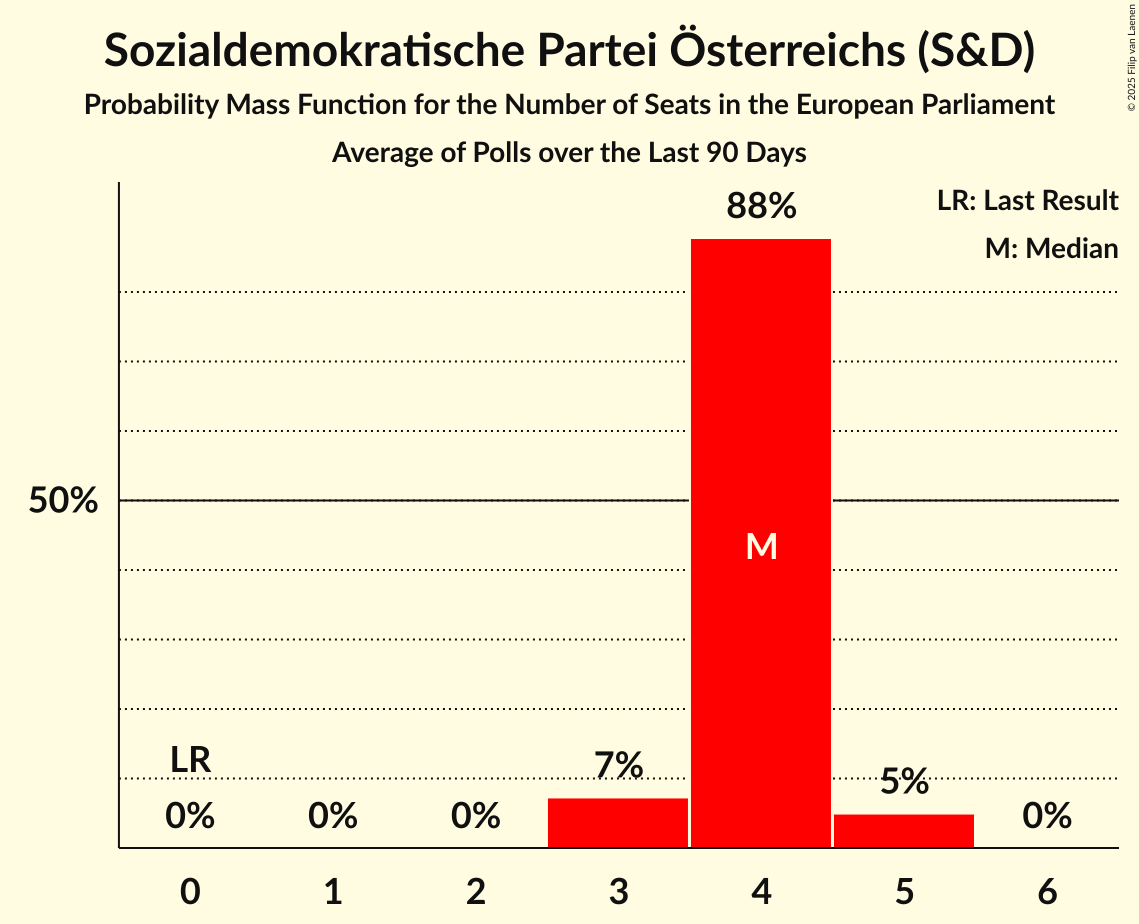 Sozialdemokratische Partei Österreichs (S&D)
Probability Mass Function for the Number of Seats in the European Parliament
Average of Polls over the Last 90 Days
© 2025 Filip van Laenen
LR: Last Result
M: Median
88%
50%
M
LR
7%
5%
0%
0%
0%
0%
0
1
2
3
4
5
6